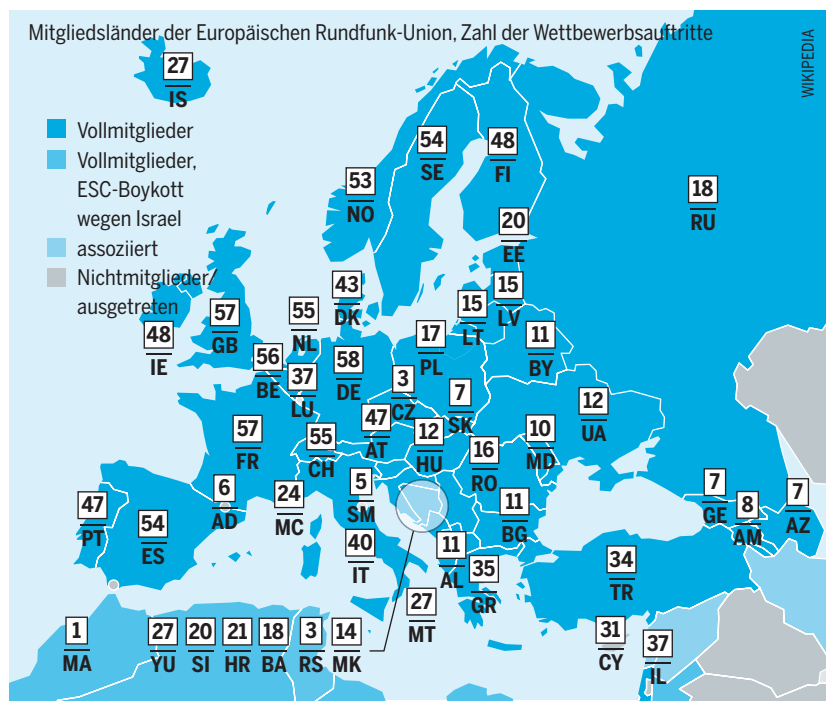 Mitgliedsländer der Europäischen Rundfunk-Union, Zahl der Wettbewerbsauftritte
WIKIPEDIA
Vollmitglieder
Vollmitglieder,
ESC-Boykott
wegen Israel
assoziiert
Nichtmitglieder/
ausgetreten
27
IS
54
SE
48
FI
53
NO
18
RU
20
EE
43
DK
15
LV
15
LT
55
NL
57
GB
48
IE
17
PL
11
BY
56
BE
58
DE
37
LU
3
CZ
7
SK
12
UA
47
AT
12
HU
10
MD
57
FR
55
CH
16
RO
6
AD
24
MC
5
SM
11
BG
7
GE
8
AM
7
AZ
47
PT
54
ES
40
IT
11
AL
35
GR
34
TR
27
MT
31
CY
37
IL
1
MA
27
YU
20
SI
21
HR
18
BA
3
RS
14
MK